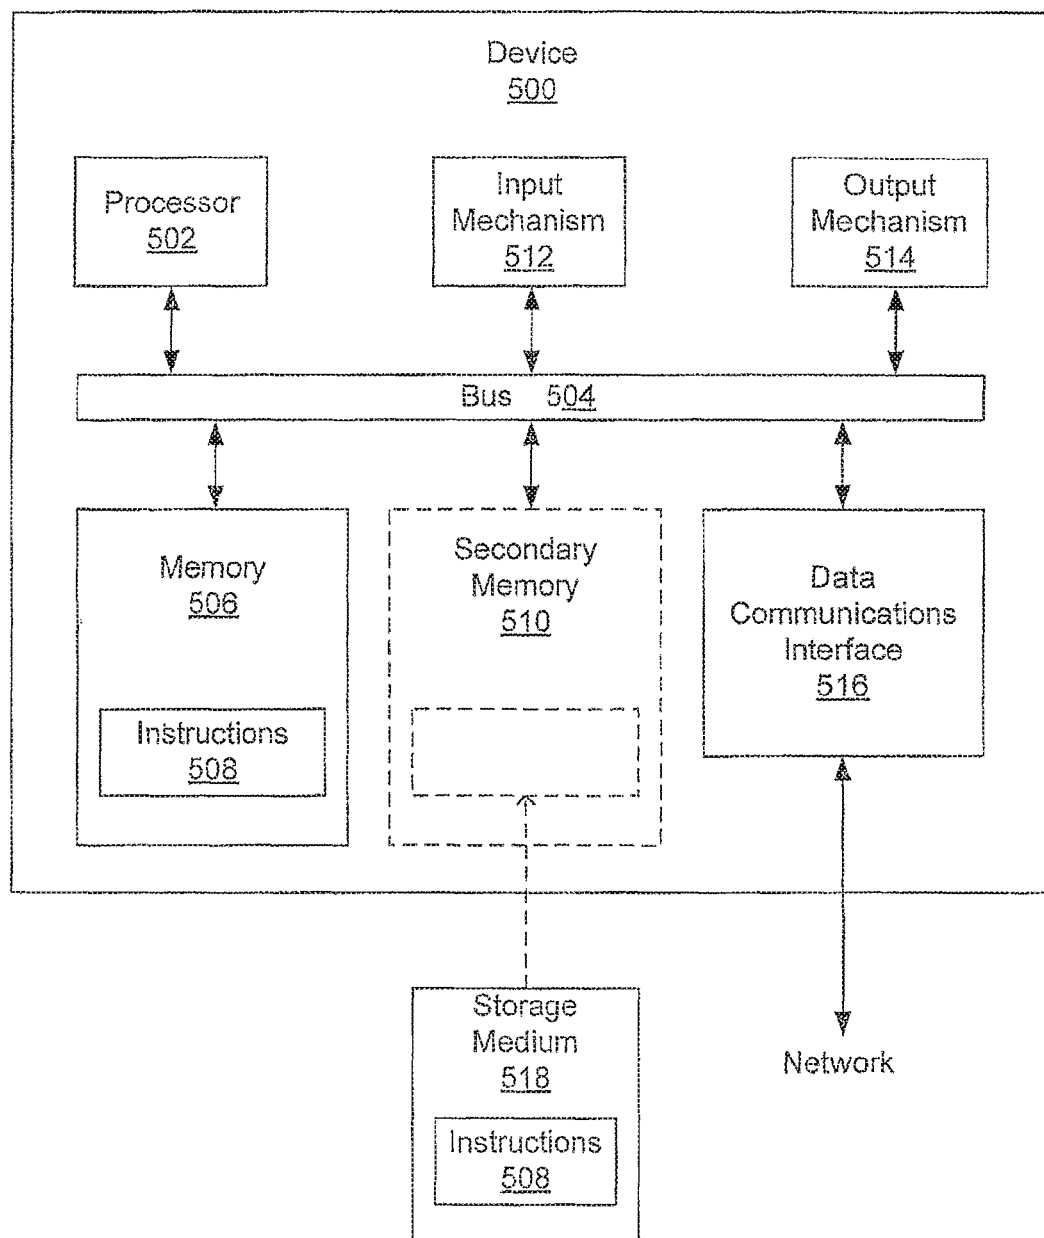 Device
500
Processor
502
Input
Mechanism
512
Output
Mechanism
514
Bus 504
Memory
506
Instructions
508
Secondary
Memory
510
Data
Communications
Interface
516
Storage
Medium
518
Instructions
508
Network